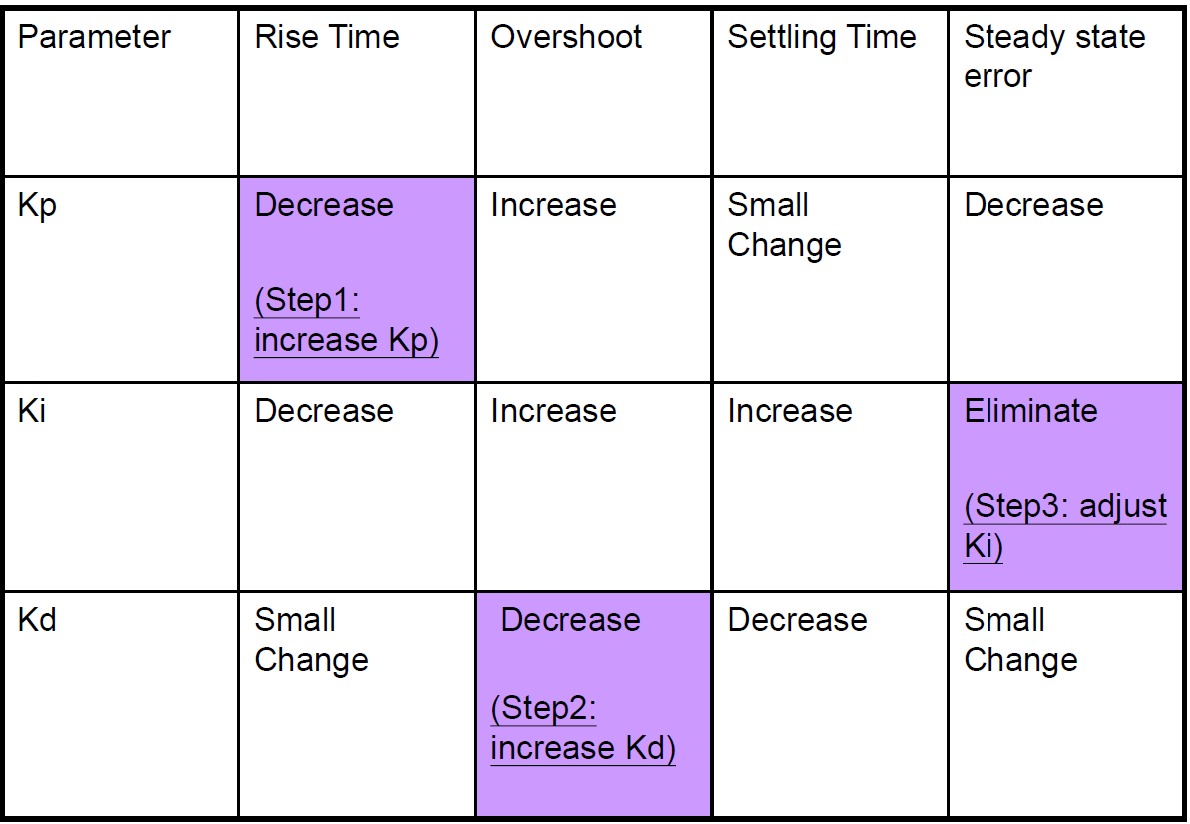 Parameter
Rise Time
Overshoot
Settling Time
Steady state
error
Kp
Decrease
(Step1:
increase Kp)
Increase
Small
Change
Decrease
Ki
Decrease
Increase
Increase
Eliminate
(Step3: adjust
Ki)
Kd
Small
Change
Decrease
(Step2:
increase Kd)
Decrease
Small
Change